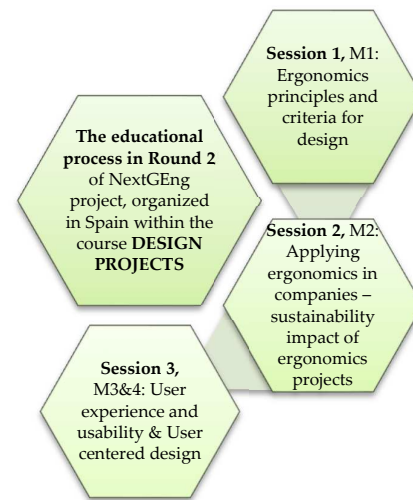 Session 1, M1:
Ergonomics
principles and
criteria for
design
The educational
process in Round 2
of NextGEng
project, organized
in Spain within the
course DESIGN
PROJECTS
Session 2, M2:
Applying
ergonomics in
companies –
sustainability
impact of
ergonomics
projects
Session 3,
M3&4: User
experience and
usability & User
centered design